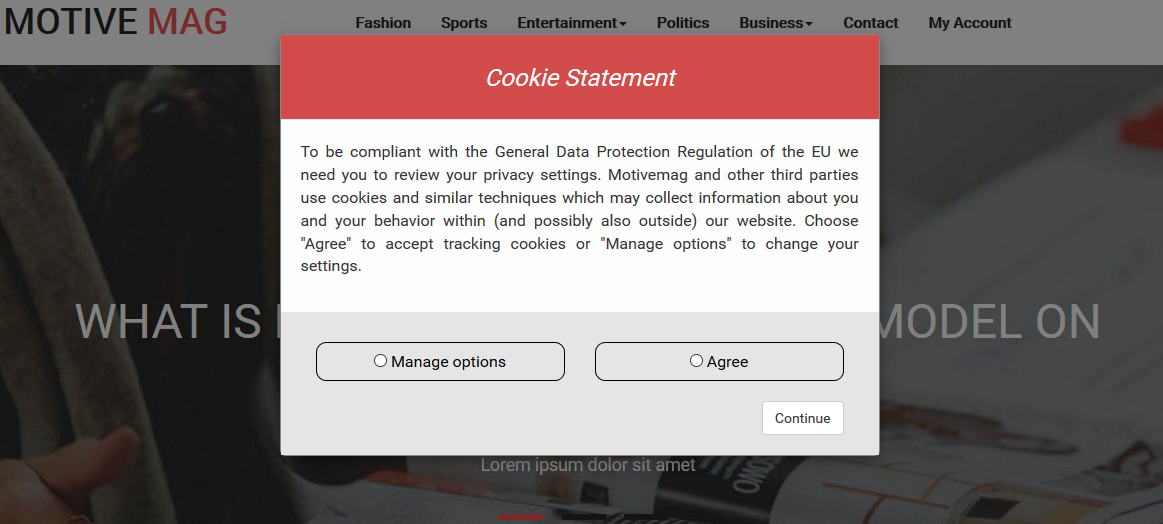 MOTIVE MAG
Fashion Sports Entertainment Politics Business Contact My Account
Cookie Statement
To be compliant with the General Data Protection Regulation of the EU we
need you to review your privacy settings. Motivemag and other third parties
use cookies and similar techniques which may collect information about you
and your behavior within (and possibly also outside) our website. Choose
"Agree" to accept tracking cookies or "Manage options" to change your
settings.
WHAT IS MODEL ON
Manage options Agree
Continue
Lorem ipsum dolor sit amet